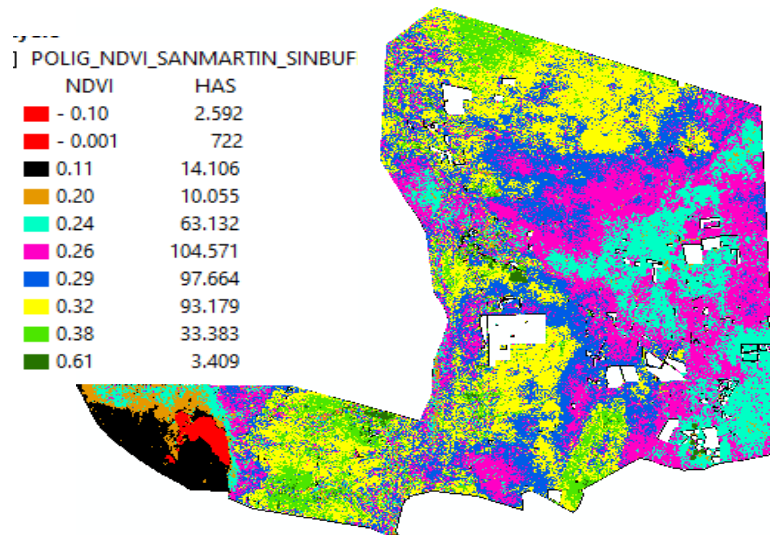 POLIG_NDVI_SANMARTIN_SINBUF
NDVI HAS
- 0.10 2.592
- 0.001 722
0.11 14.106
0.20 10.055
0.24 63.132
0.26 104.571
0.29 97.664
0.32 93.179
0.38 33.383
0.61 3.409